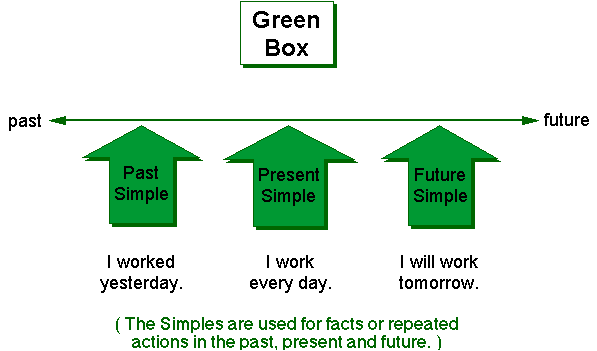 Green
Box
past
future
Past
Simple
Present
Simple
Future
Simple
I worked
yesterday.
I work
every day.
I will work
tomorrow.
( The Simples are used for facts or repeated
actions in the past, present and future. )